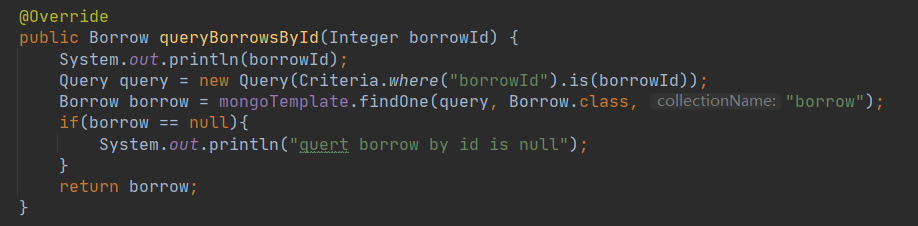 @Override
public Borrow queryBorrowsById(Integer borrowId) {
System.out.println(borrowId);
Query query = new Query(Criteria.where("borrowId").is(borrowId));
Borrow borrow = mongoTemplate.findOne(query, Borrow.class, collectionName: "borrow");
if(borrow == null){
System.out.println("quert borrow by id is null");
}
return borrow;
}